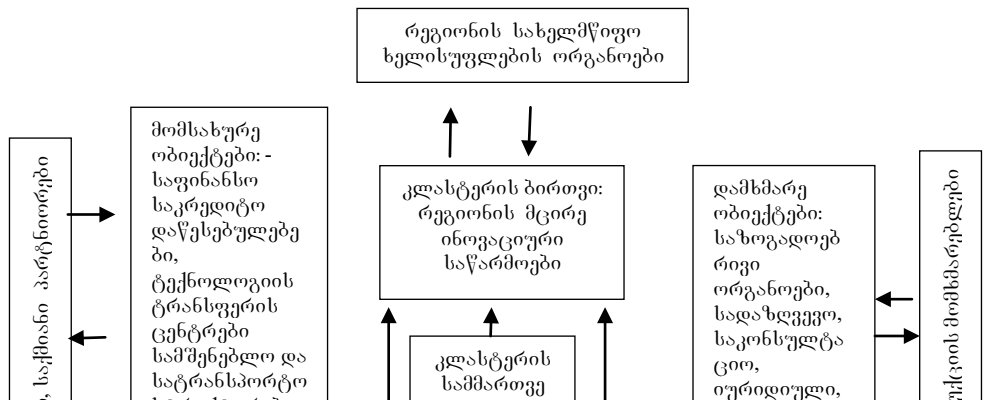 რეგიონის სახელმწიფო
ხელისუფლების ორგანოები
მომსახურე
ობიექტები: -
საფინანსო
საკრედიტო
დაწესებულებე
ბი,
ტექნოლოგიის
ტრანსფერის
ცენტრები
სამშენებლო და
სატრანსპორტო
კლასტერის ბირთვი:
რეგიონის მცირე
ინოვაციური
საწარმოები
კლასტერის
სამმართვე
დამხმარე
ობიექტები:
საზოგადოებ
რივი
ორგანოები,
სადაზღვევო,
საკონსულტა
ციო,
იურიდიული,
საქმიანი პარტნიორები
მომხმარებლები